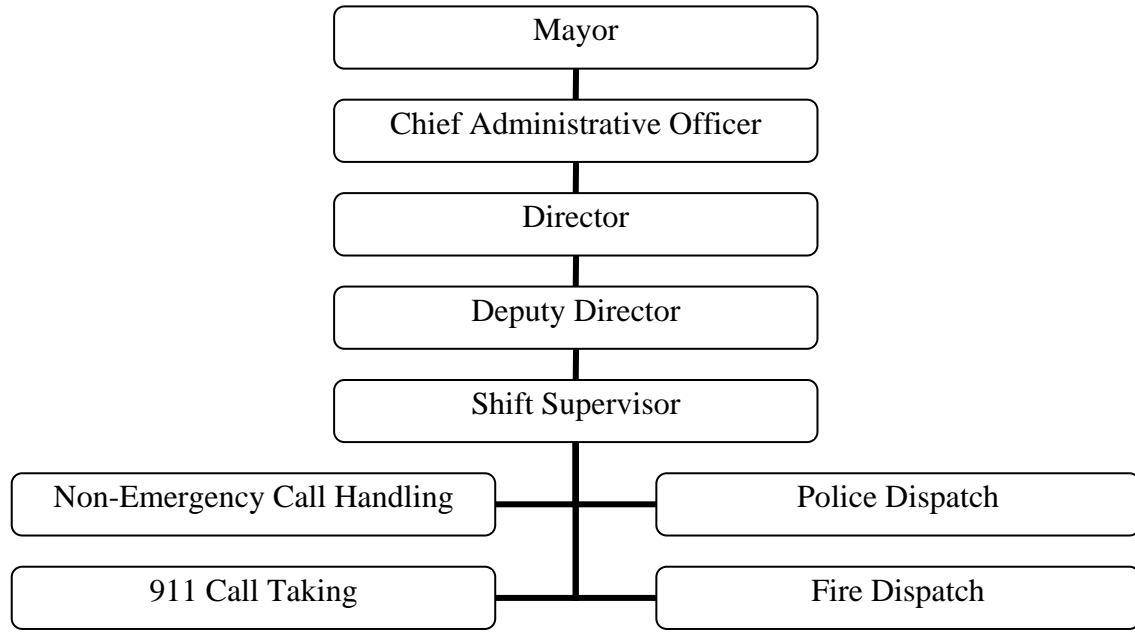 Mayor
Chief Administrative Officer
Director
Deputy Director
Shift Supervisor
Non-Emergency Call Handling
Police Dispatch
911 Call Taking
Fire Dispatch